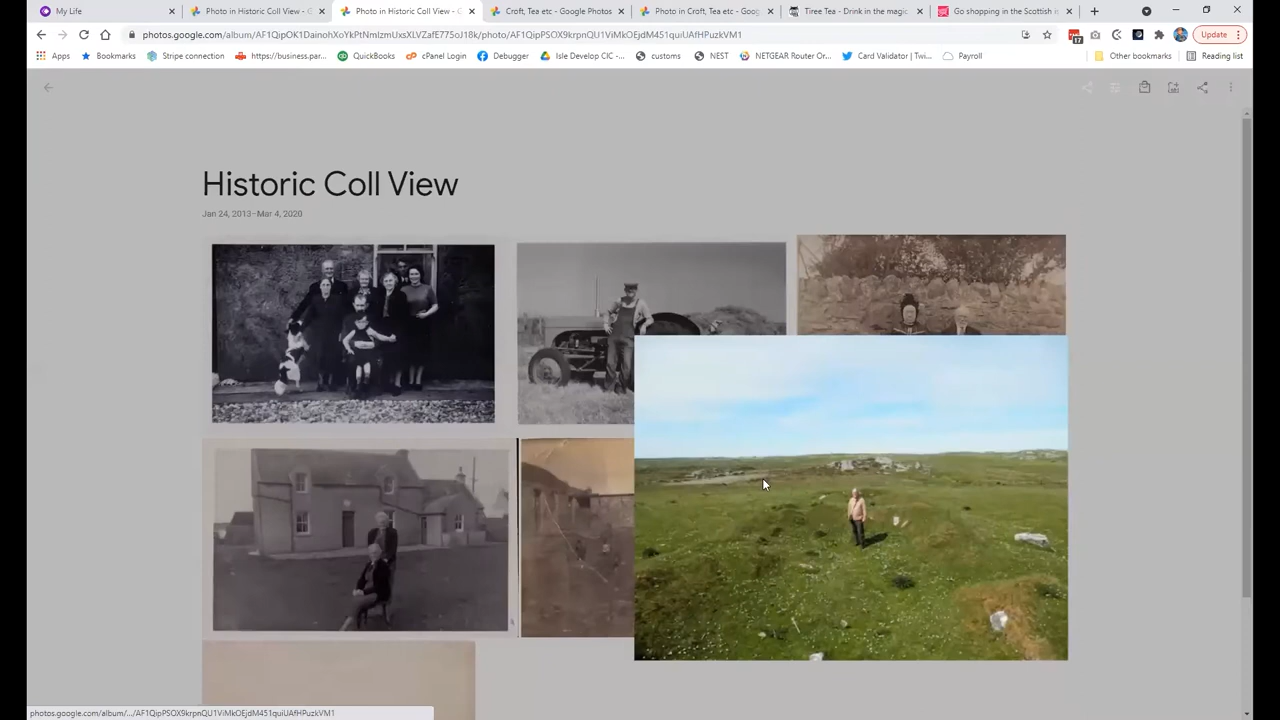 My Life
Photo in Historic Coll View - G
Photo in Historic Coll View - G
Croft, Tea etc - Google Photos
Photo in Croft, Tea etc - Goog
Tiree Tea - Drink in the magic
Go shopping in the Scottish is
photos.google.com/album/AF1QipOK1DainohXoYkPtNmlzmUxsXLVZafE775oJ18k/photo/AF1QipPSOX9krpnQU1ViMkOEjdM451quiUAfHPuzkVM1
17
Update
Apps
Bookmarks
Stripe connection
https://business.par...
QuickBooks
cPanel Login
Debugger
Isle Develop CIC -...
customs
NEST
NETGEAR Router Or...
Card Validator | Twi...
Payroll
Other bookmarks
Reading list
Historic Coll View
Jan 24, 2013–Mar 4, 2020
photos.google.com/album/.../AF1QipPSOX9krpnQU1ViMkOEjdM451quiUAfHPuzkVM1